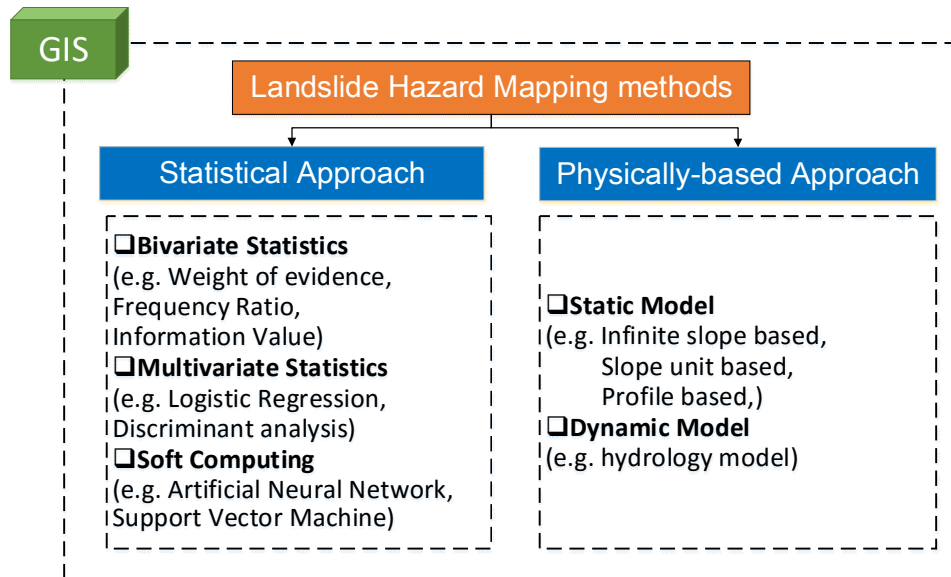 GIS
Landslide Hazard Mapping methods
Statistical Approach
❑Bivariate Statistics
(e.g. Weight of evidence,
Frequency Ratio,
Information Value)
❑Multivariate Statistics
(e.g. Logistic Regression,
Discriminant analysis)
❑Soft Computing
(e.g. Artificial Neural Network,
Support Vector Machine)
Physically-based Approach
❑Static Model
(e.g. Infinite slope based,
Slope unit based,
Profile based,)
❑Dynamic Model
(e.g. hydrology model)